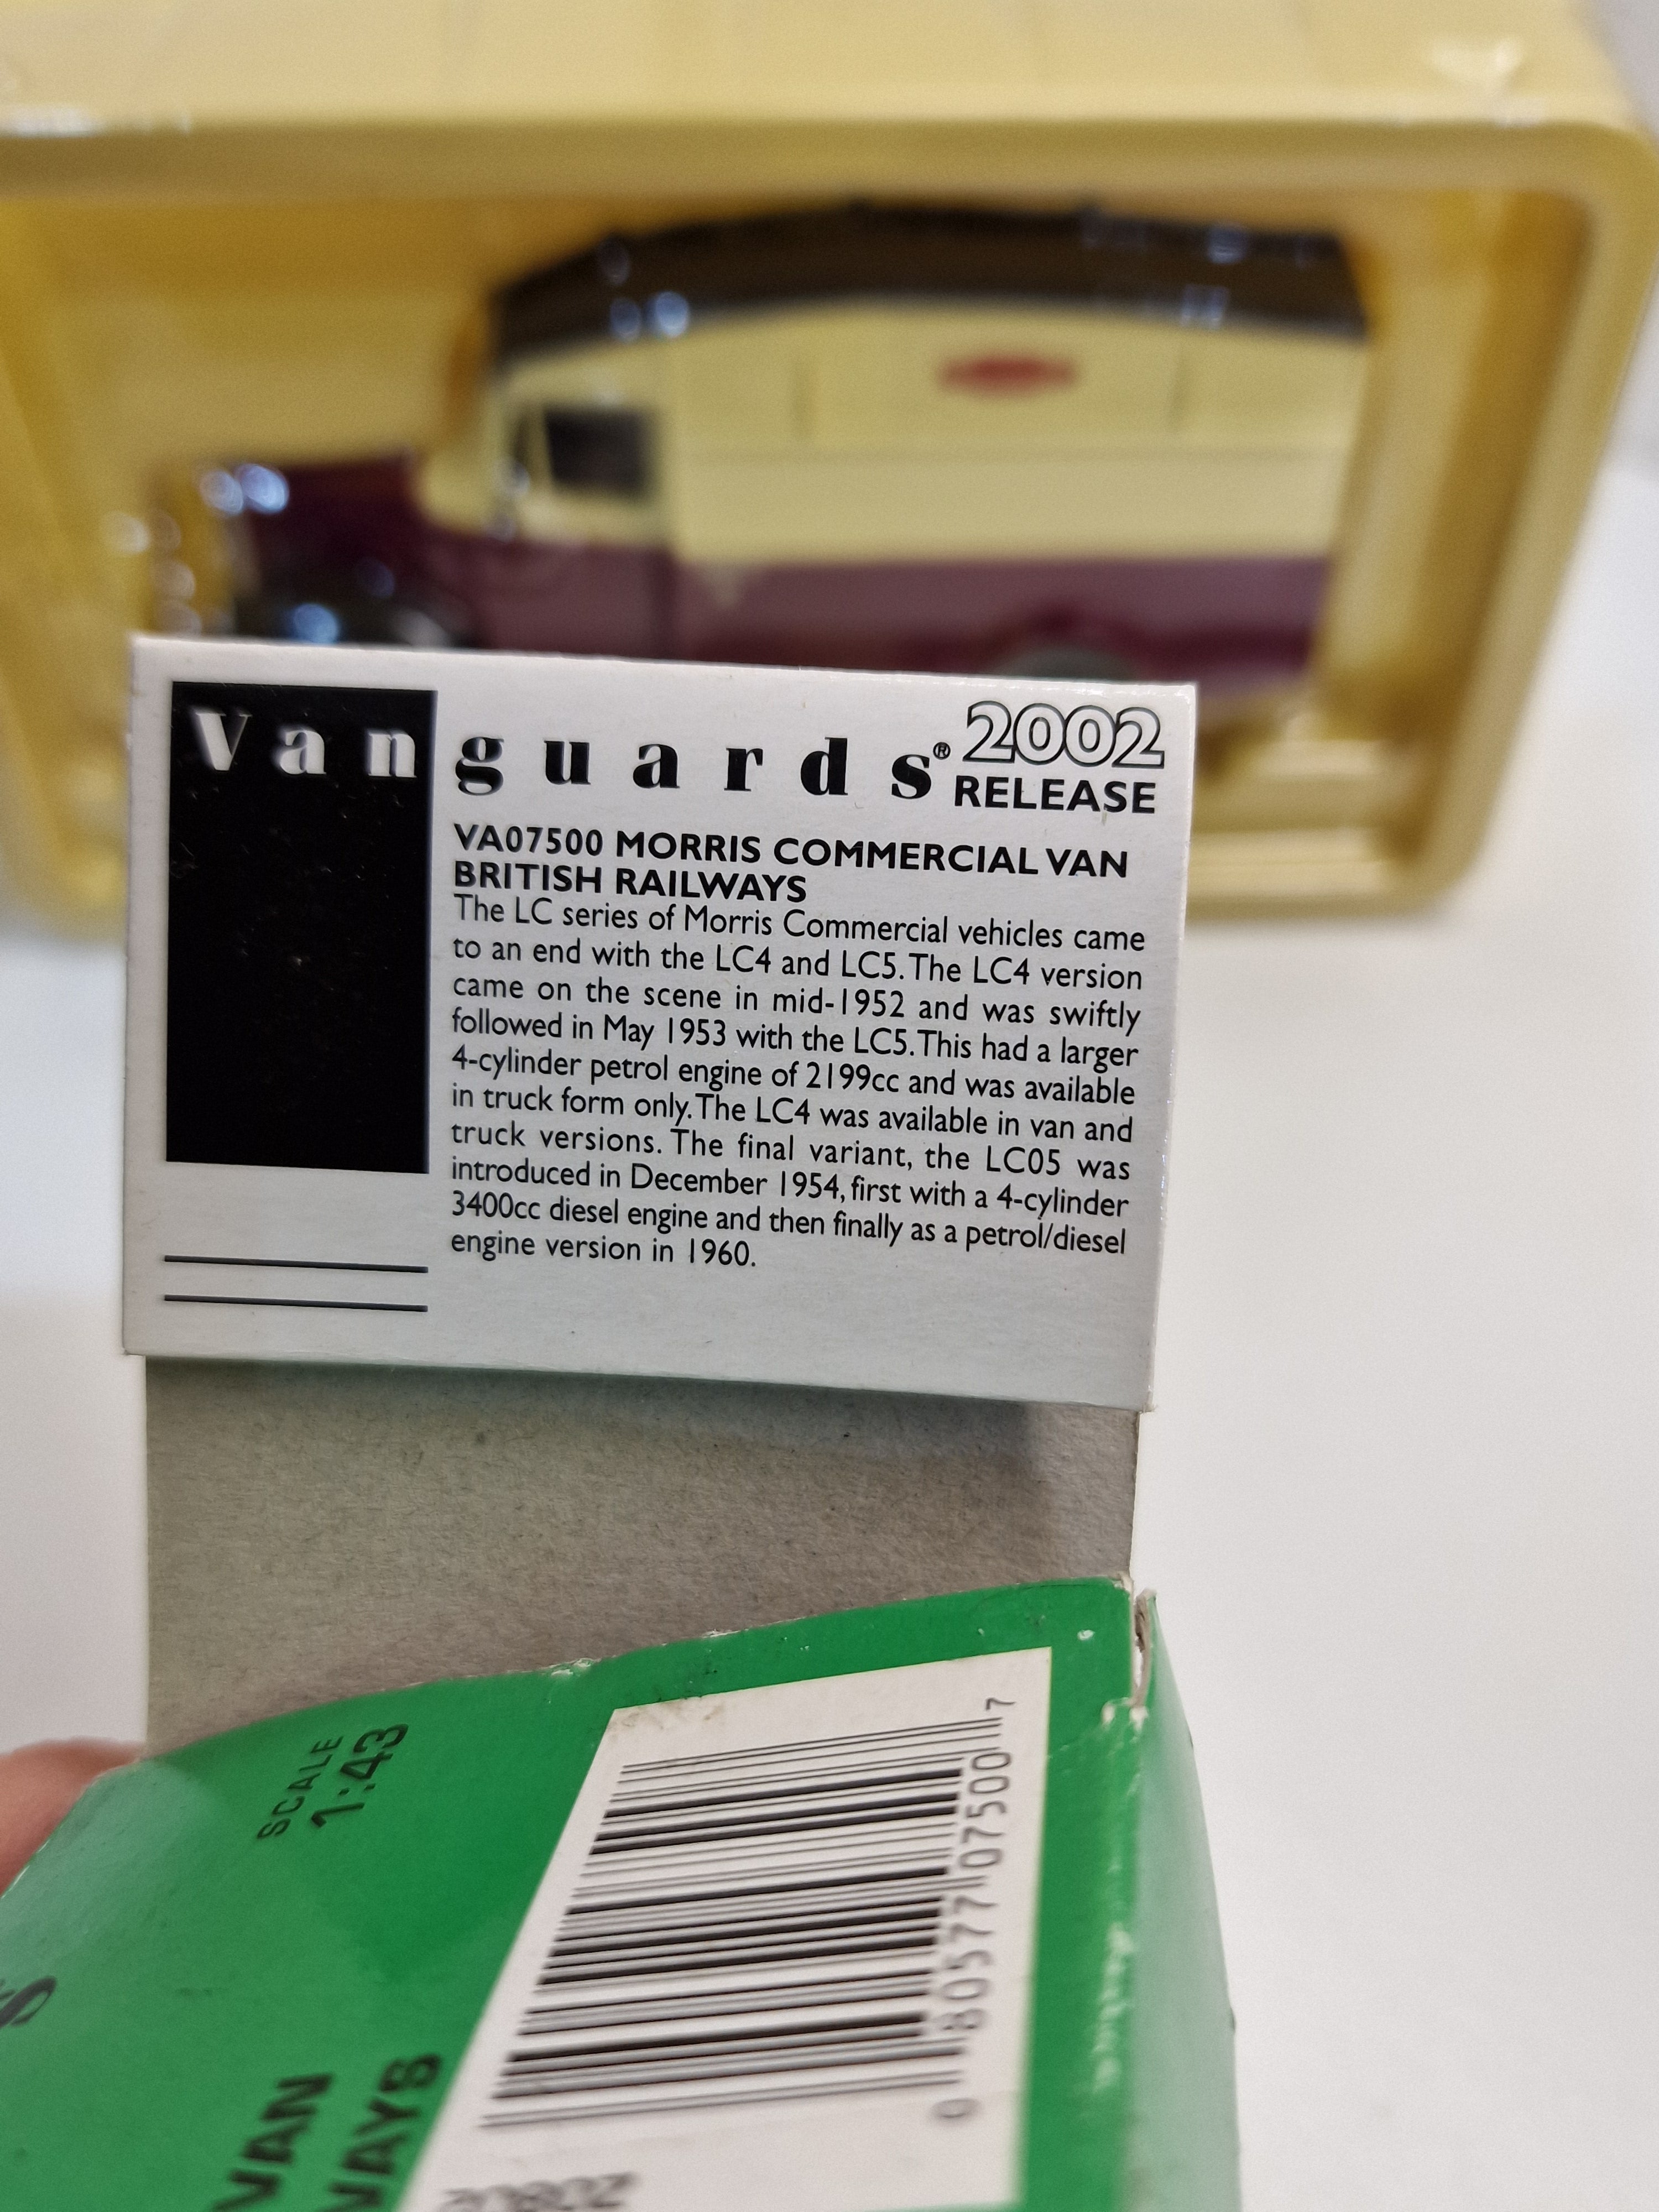 Vanguards® 2002
RELEASE
VA07500 MORRIS COMMERCIAL VAN
BRITISH RAILWAYS
The LC series of Morris Commercial vehicles came
to an end with the LC4 and LC5. The LC4 version
came on the scene in mid-1952 and was swiftly
followed in May 1953 with the LC5. This had a larger
4-cylinder petrol engine of 2199cc and was available
in truck form only. The LC4 was available in van and
truck versions. The final variant, the LC05 was
introduced in December 1954, first with a 4-cylinder
3400cc diesel engine and then finally as a petrol/diesel
engine version in 1960.
SCALE
1:43
0 80577 07500 7
VAN
WAYS